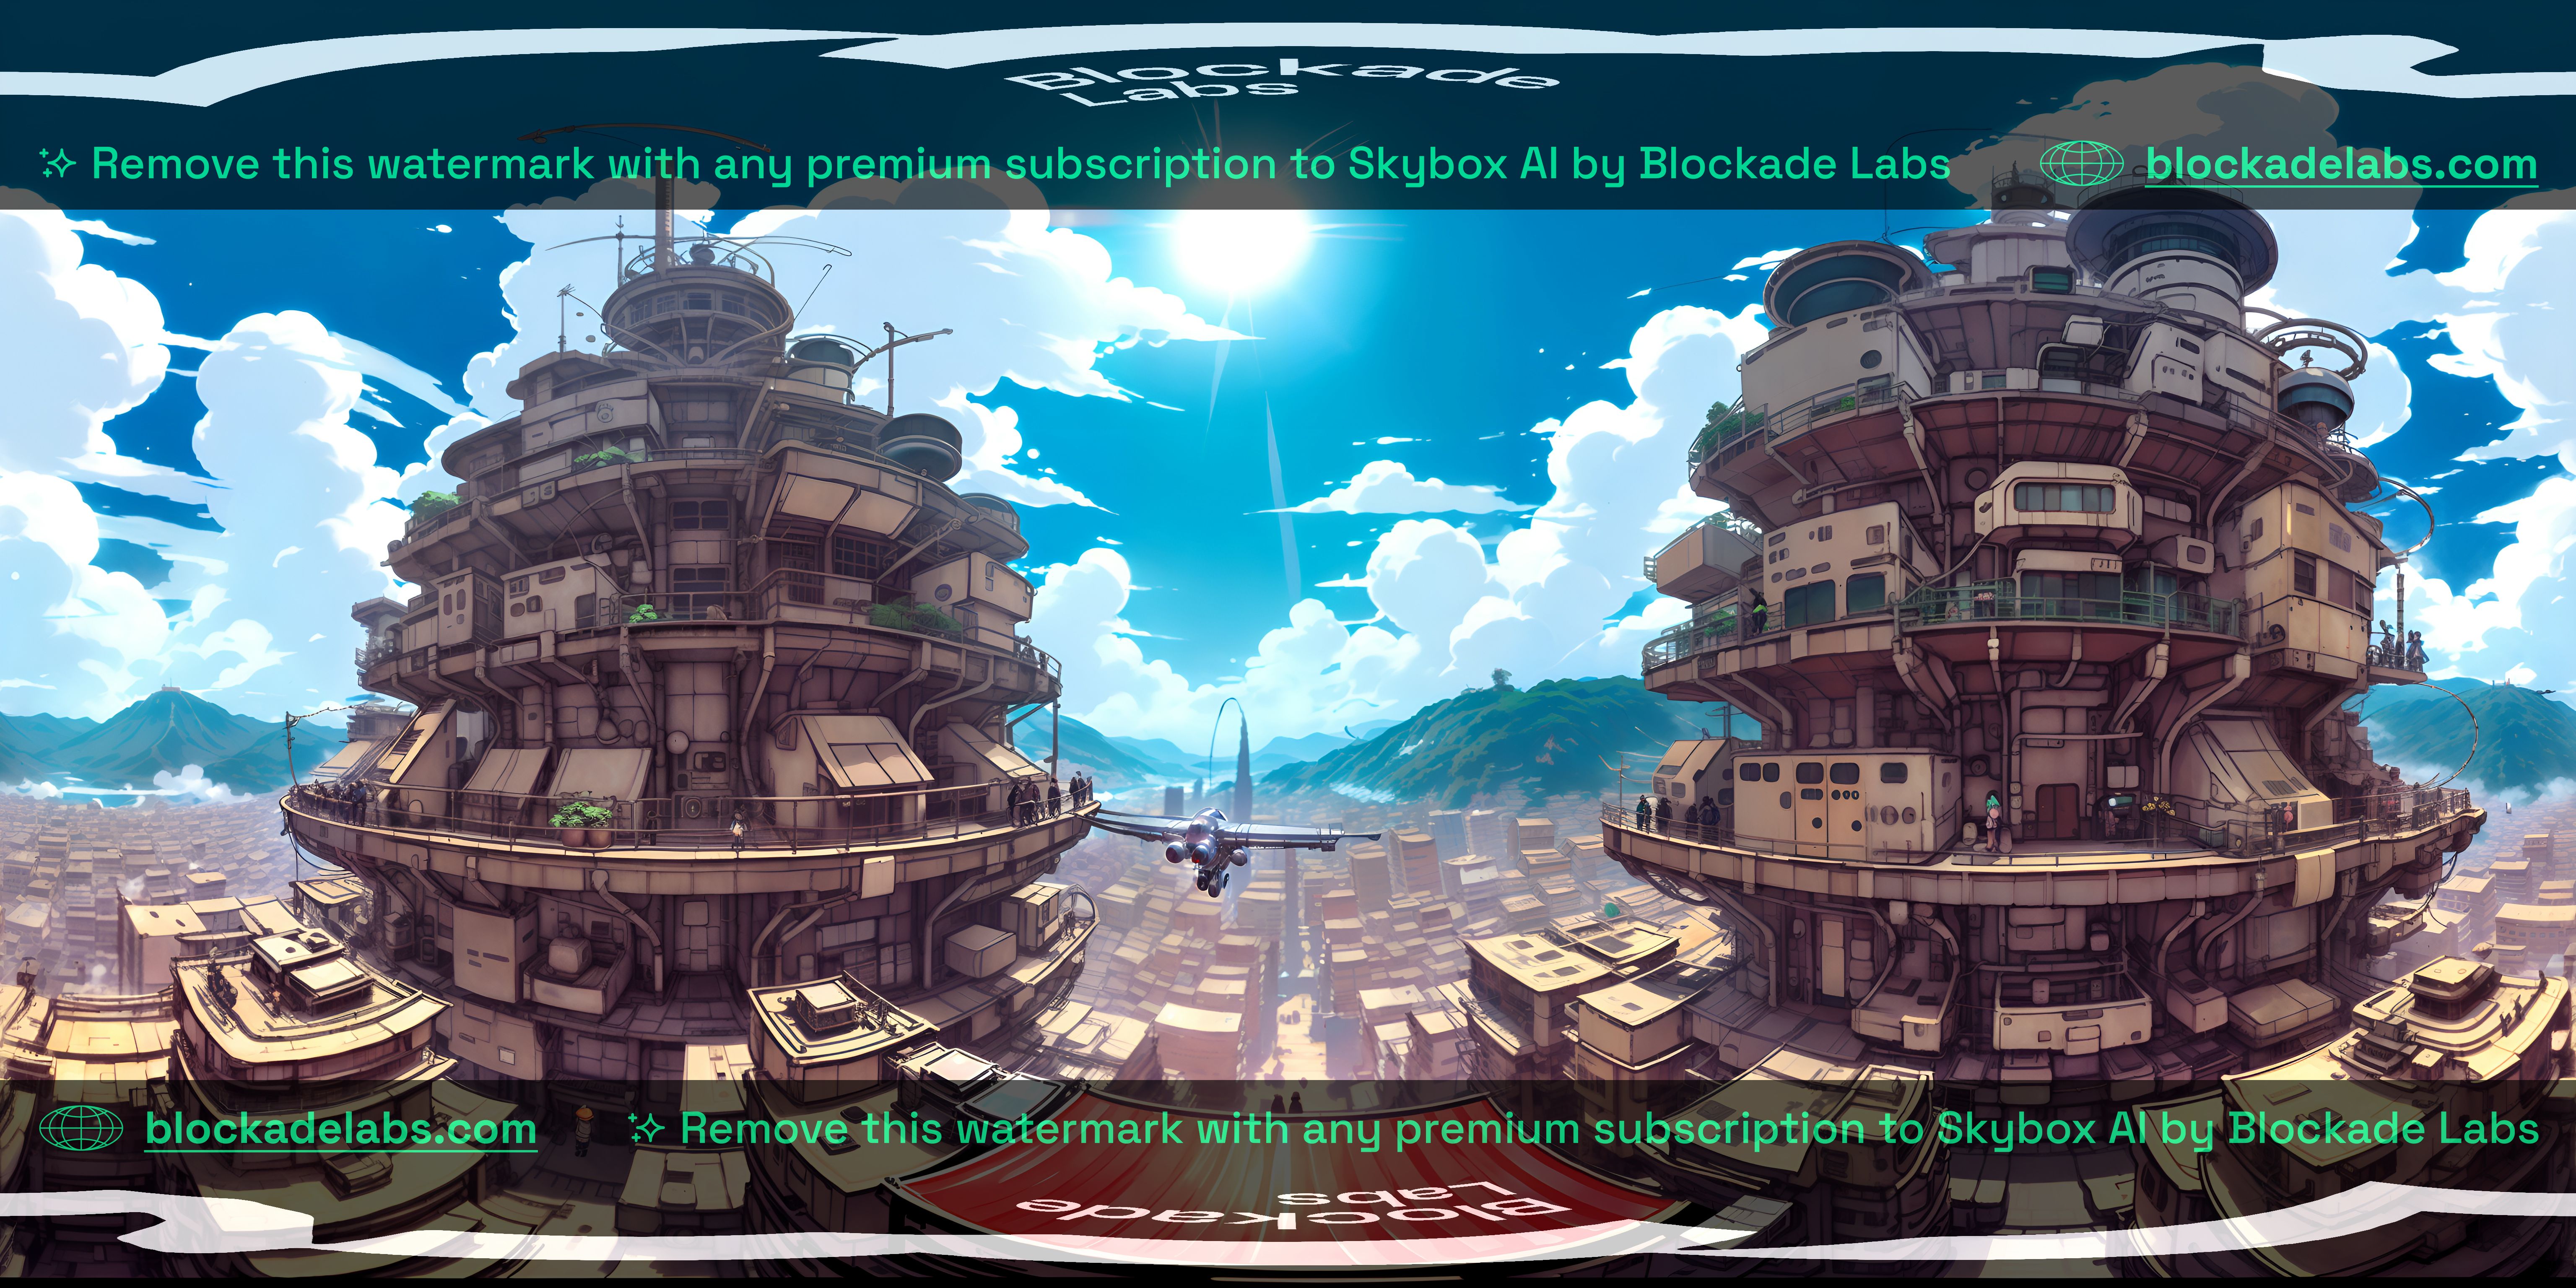 Blockade
Labs
Remove this watermark with any premium subscription to Skybox AI by Blockade Labs
blockadelabs.com
blockadelabs.com
Remove this watermark with any premium subscription to Skybox AI by Blockade Labs
Labs
Blockade